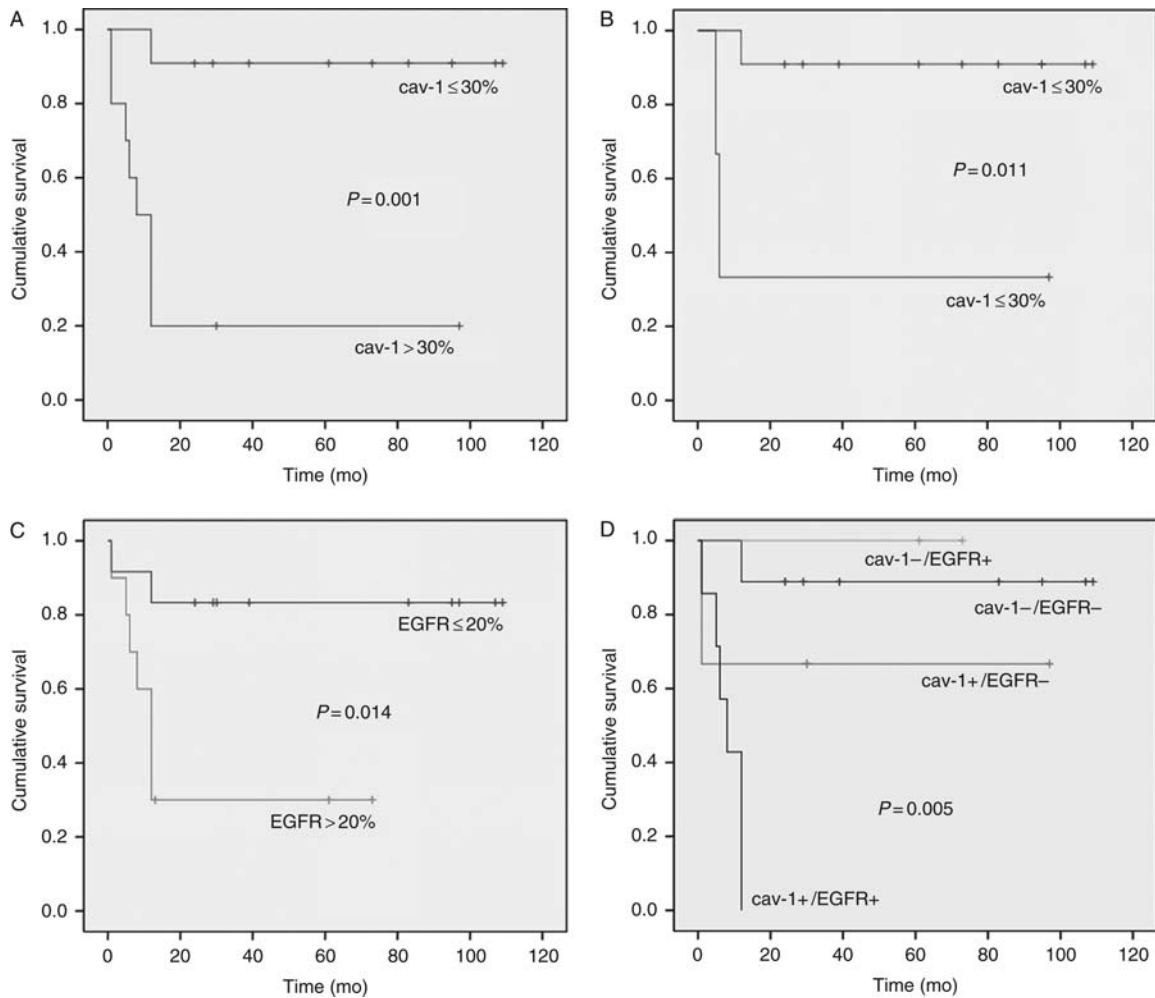 A
1.0
0.8
0.6
0.4
0.2
0.0
Cumulative survival
cav-1 ≤ 30%
P = 0.001
cav-1 > 30%
0 20 40 60 80 100 120
Time (mo)
B
1.0
0.8
0.6
0.4
0.2
0.0
Cumulative survival
cav-1 ≤ 30%
P = 0.011
cav-1 ≤ 30%
0 20 40 60 80 100 120
Time (mo)
C
1.0
0.8
0.6
0.4
0.2
0.0
Cumulative survival
EGFR ≤ 20%
P = 0.014
EGFR > 20%
0 20 40 60 80 100 120
Time (mo)
D
1.0
0.8
0.6
0.4
0.2
0.0
Cumulative survival
cav-1−/EGFR+
cav-1−/EGFR−
cav-1+/EGFR−
P = 0.005
cav-1+/EGFR+
0 20 40 60 80 100 120
Time (mo)